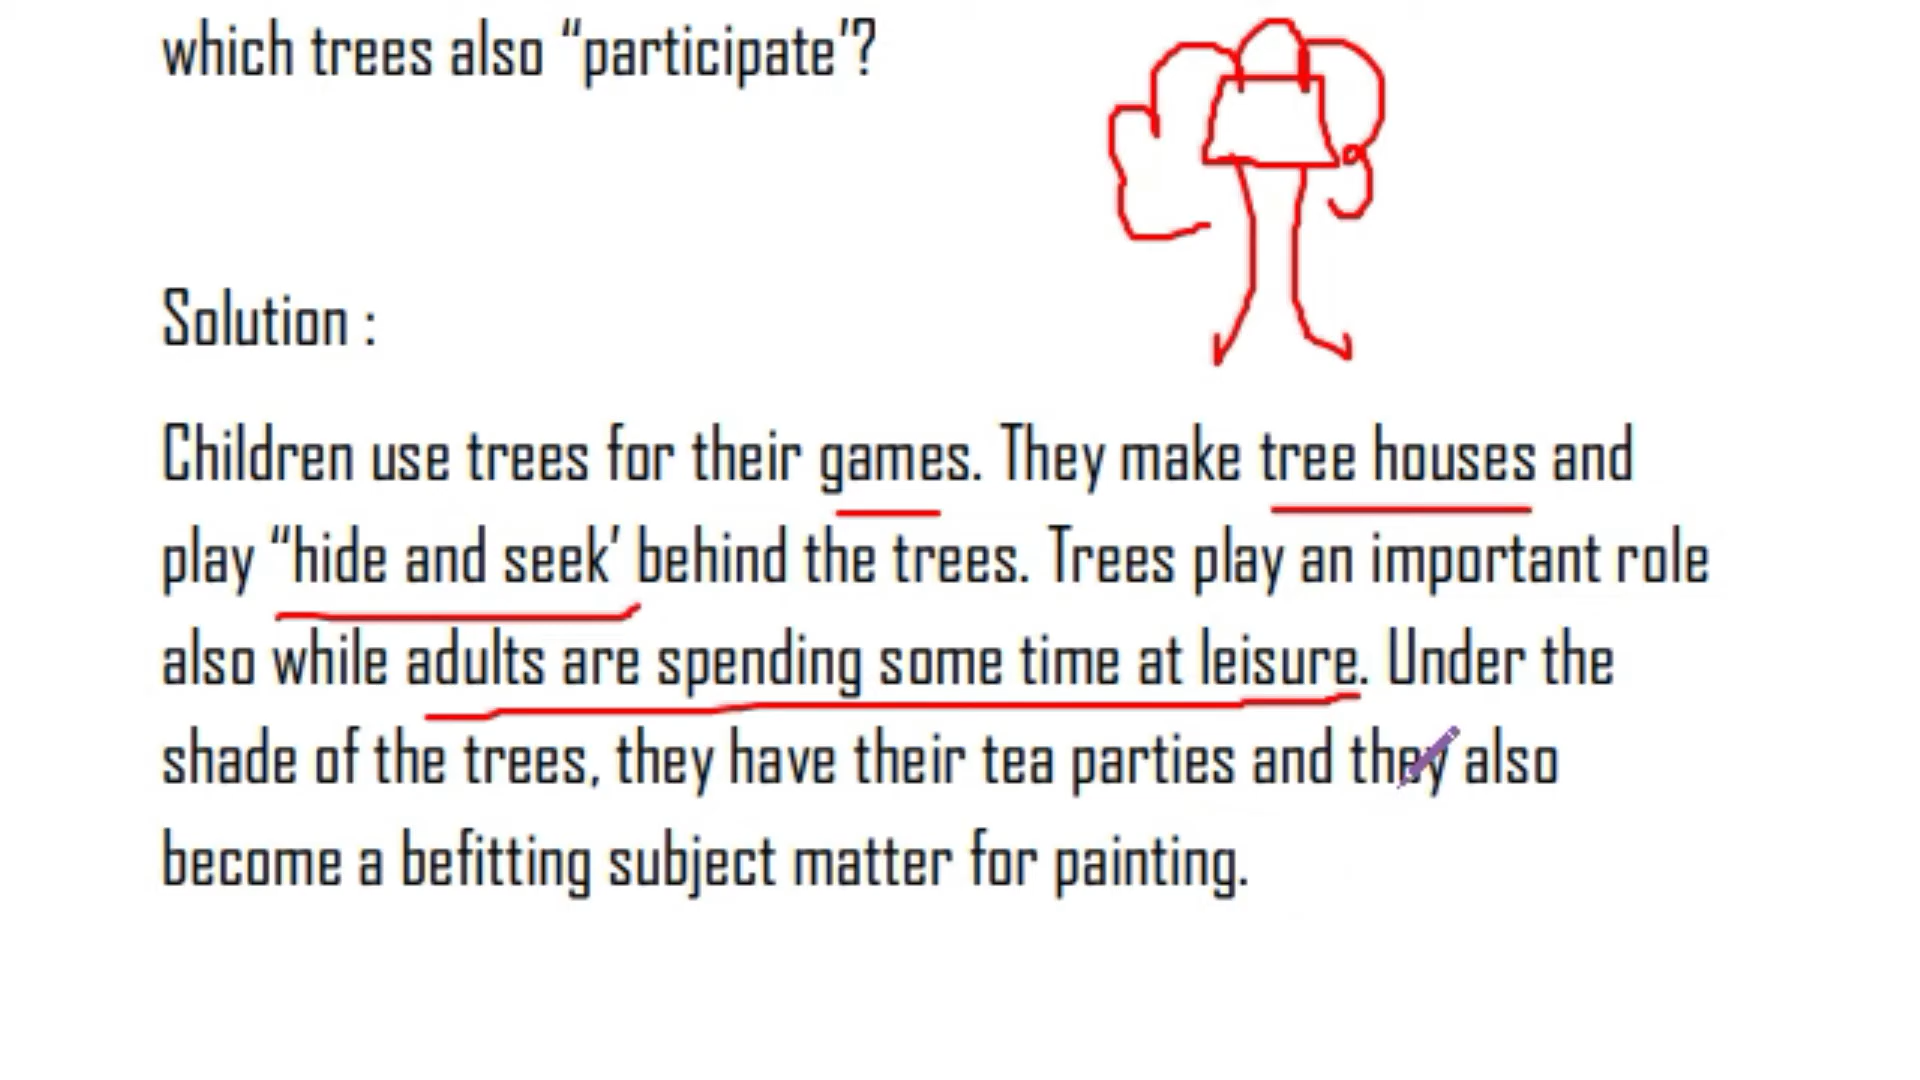 which trees also “participate’?
Solution :
Children use trees for their games. They make tree houses and
play “hide and seek’ behind the trees. Trees play an important role
also while adults are spending some time at leisure. Under the
shade of the trees, they have their tea parties and they also
become a befitting subject matter for painting.